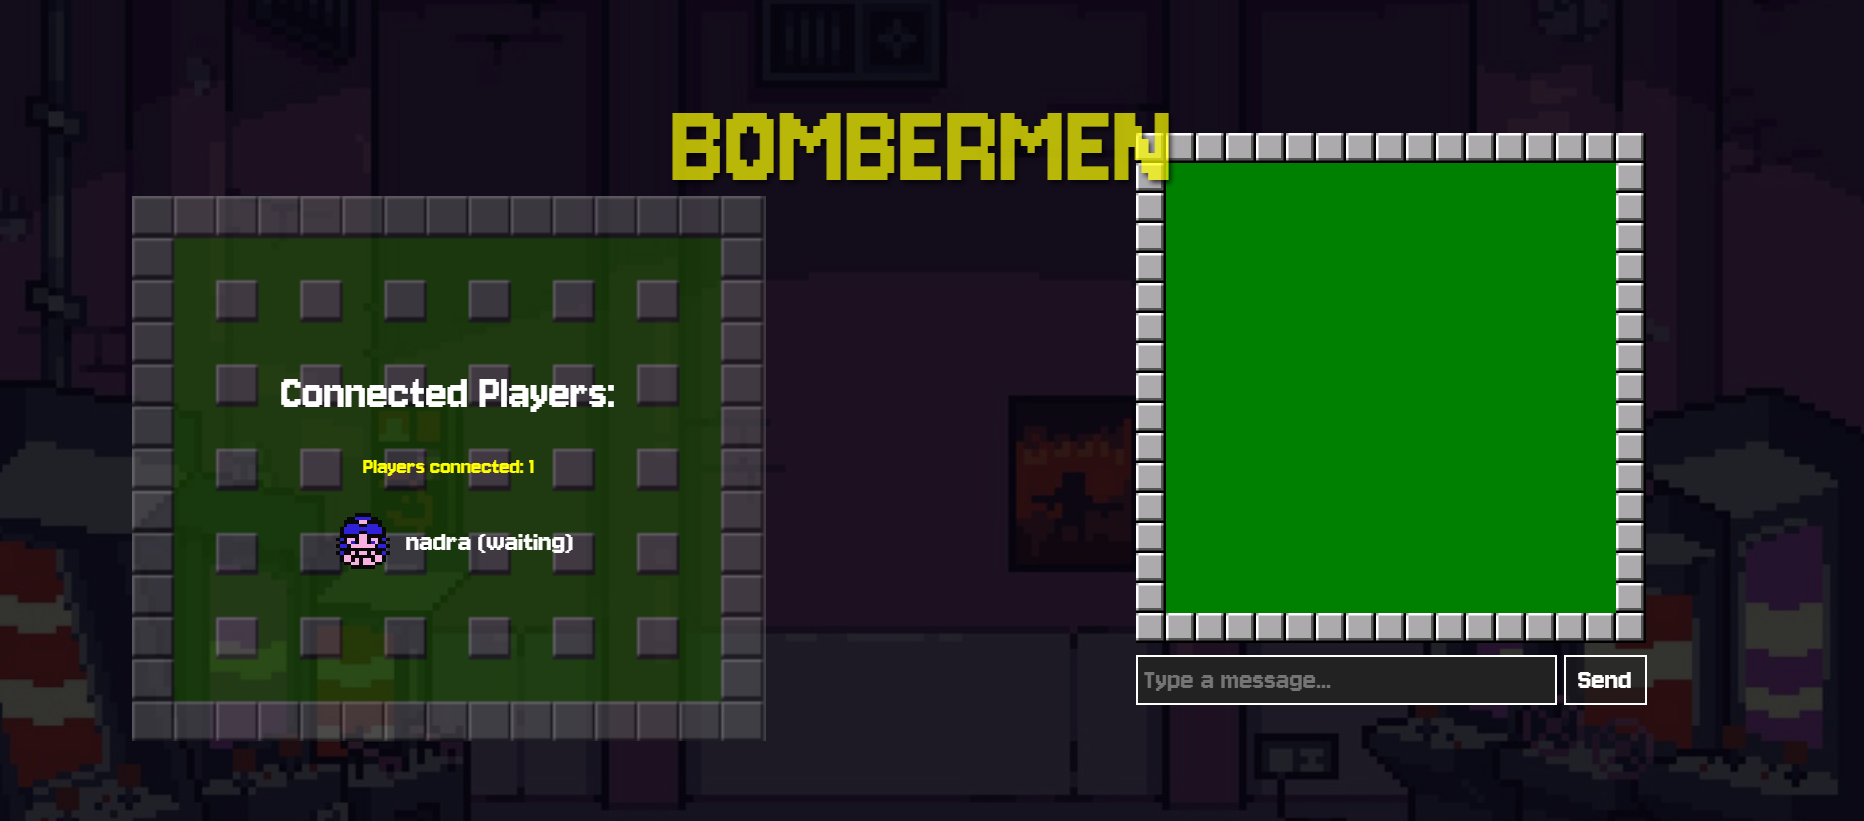 BOMBERMEN
Connected Players:
Players connected: 1
nadra (waiting)
Type a message...
Send